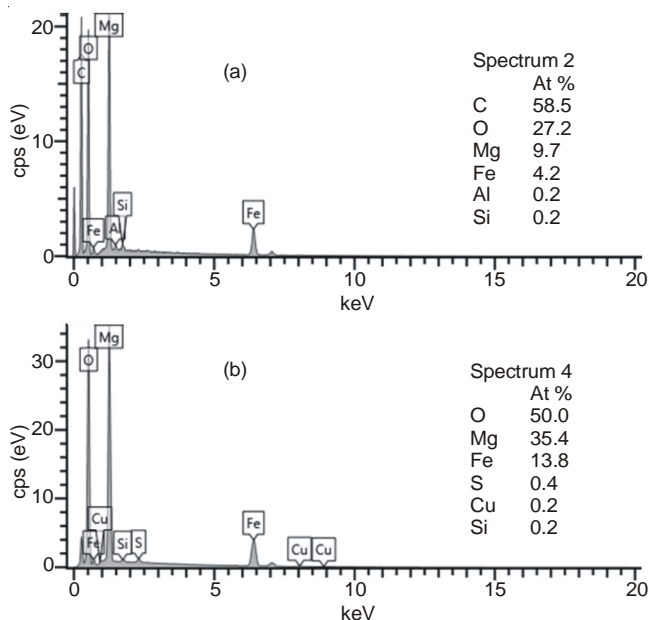 20
Mg
O
C
(a)
Spectrum 2
At %
C 58.5
O 27.2
Mg 9.7
Fe 4.2
Al 0.2
Si 0.2
cps (eV)
10
Si
Fe
A
Fe
0
0 5 10 15 20
keV
30
Mg
O
(b)
Spectrum 4
At %
O 50.0
Mg 35.4
Fe 13.8
S 0.4
Cu 0.2
Si 0.2
cps (eV)
20
10
Cu
Fe
Si
S
Fe
Cu
Cu
0
0 5 10 15 20
keV